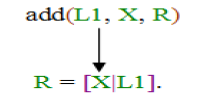 add(L1, X, R)
R = [X|L1].